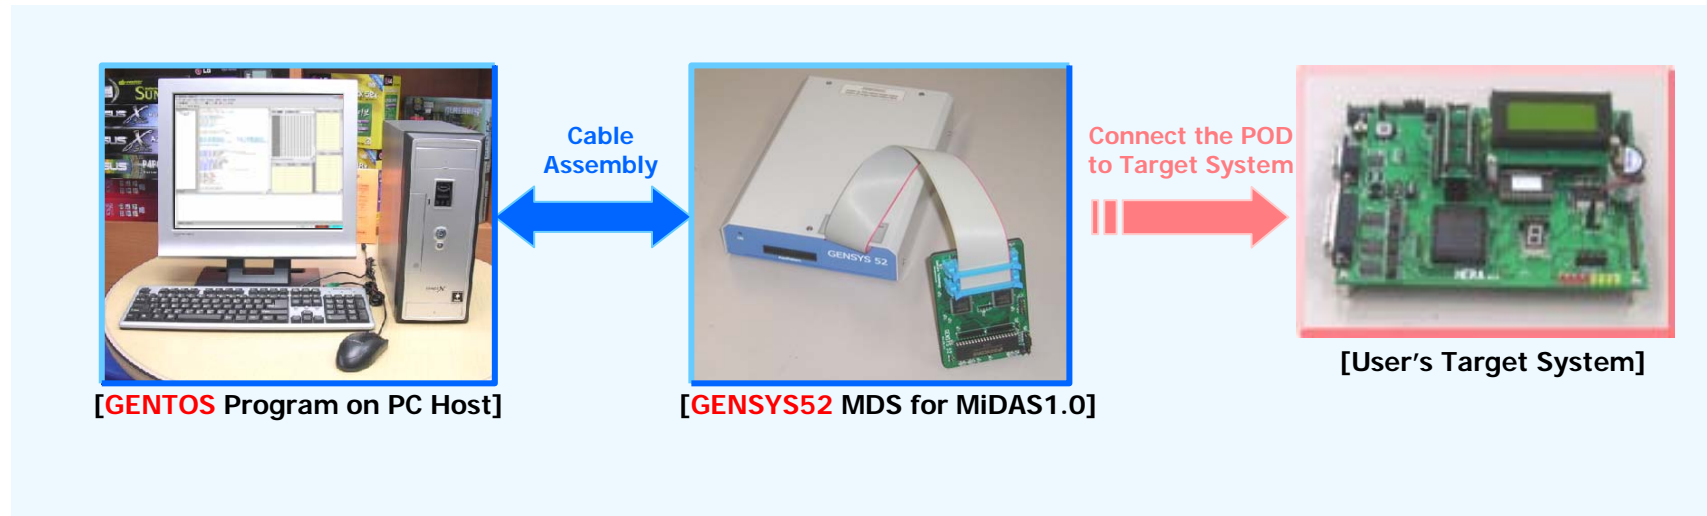 Cable
Assembly
Connect the POD
to Target System
GENSYS 52
HERA
[GENTOS Program on PC Host]
[GENSYS52 MDS for MiDAS1.0]
[User's Target System]